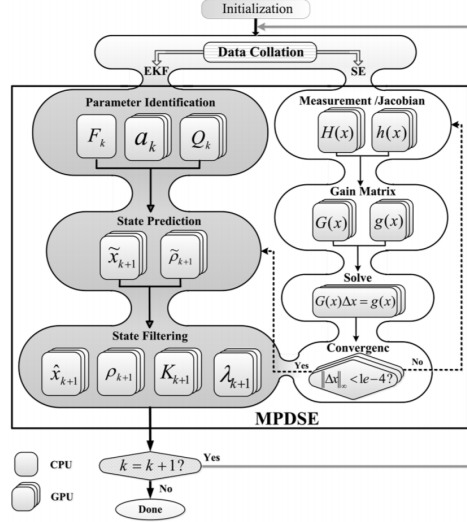 Initialization
Data Collation
EKF
SE
Parameter Identification
F_k
a_k
Q_k
State Prediction
x̃_{k+1}
ρ̃_{k+1}
State Filtering
x̂_{k+1}
ρ_{k+1}
K_{k+1}
λ_{k+1}
Measurement /Jacobian
H(x)
h(x)
Gain Matrix
G(x)
g(x)
Solve
G(x)Δx = g(x)
Convergenc
Yes
No
‖Δx‖_∞ <1e-4?
MPDSE
k = k+1?
Yes
No
Done
CPU
GPU